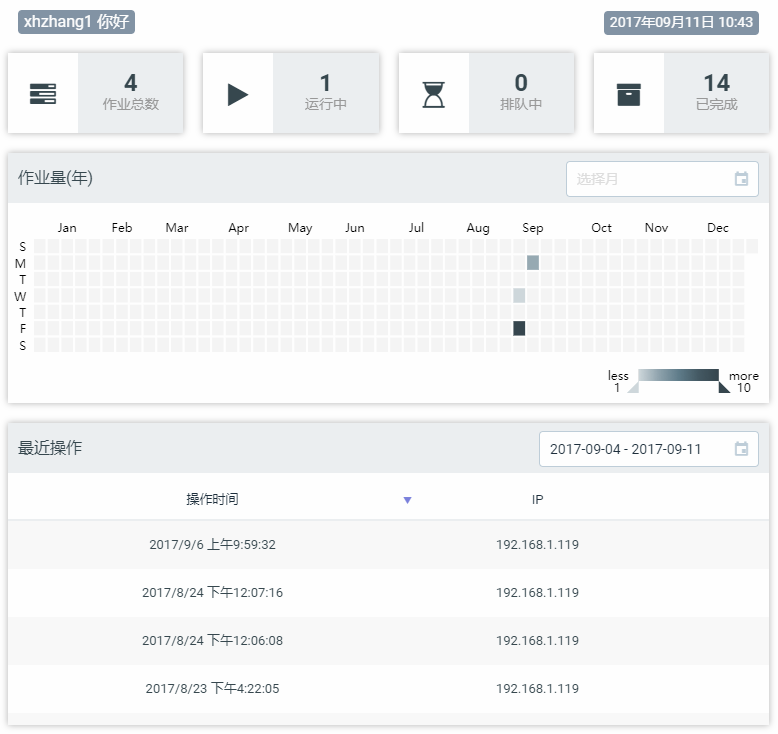 xhzhang1 你好
2017年09月11日 10:43
4
作业总数
1
运行中
0
排队中
14
已完成
作业量(年)
选择月
Jan Feb Mar Apr May Jun Jul Aug Sep Oct Nov Dec
S
M
T
W
T
F
S
less more
1 10
最近操作
2017-09-04 - 2017-09-11
操作时间 IP
2017/9/6 上午9:59:32 192.168.1.119
2017/8/24 下午12:07:16 192.168.1.119
2017/8/24 下午12:06:08 192.168.1.119
2017/8/23 下午4:22:05 192.168.1.119